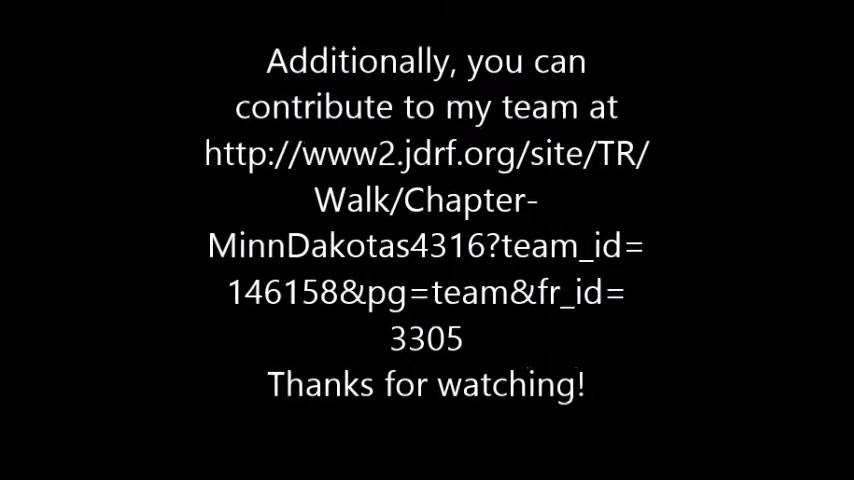 Additionally, you can
contribute to my team at
http://www2.jdrf.org/site/TR/
Walk/Chapter-
MinnDakotas4316?team_id=
146158&pg=team&fr_id=
3305
Thanks for watching!